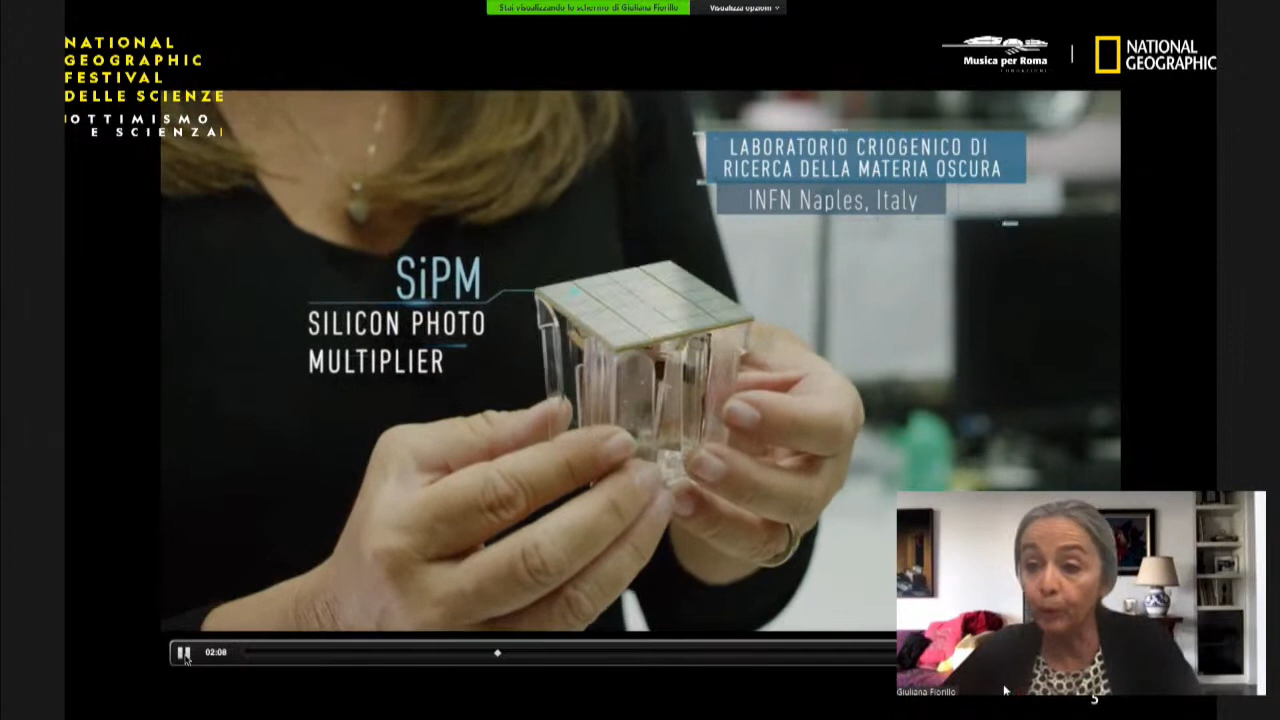 Stai visualizzando lo schermo di Giuliana Fiorillo
Visualizza opzioni
NATIONAL
GEOGRAPHIC
FESTIVAL
DELLE SCIENZE
OTTIMISMO
E SCIENZA
Musica per Roma
FONDAZIONE
NATIONAL
GEOGRAPHIC
LABORATORIO CRIOGENICO DI
RICERCA DELLA MATERIA OSCURA
INFN Naples, Italy
SiPM
SILICON PHOTO
MULTIPLIER
02:08
Giuliana Fiorillo
5